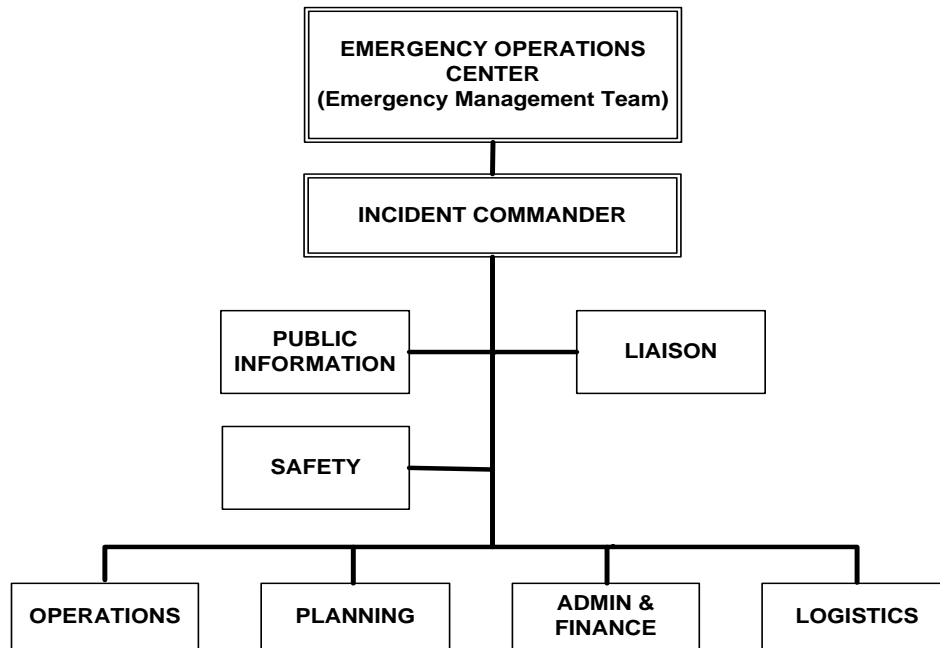 EMERGENCY OPERATIONS
CENTER
(Emergency Management Team)
INCIDENT COMMANDER
PUBLIC
INFORMATION
LIAISON
SAFETY
OPERATIONS
PLANNING
ADMIN &
FINANCE
LOGISTICS